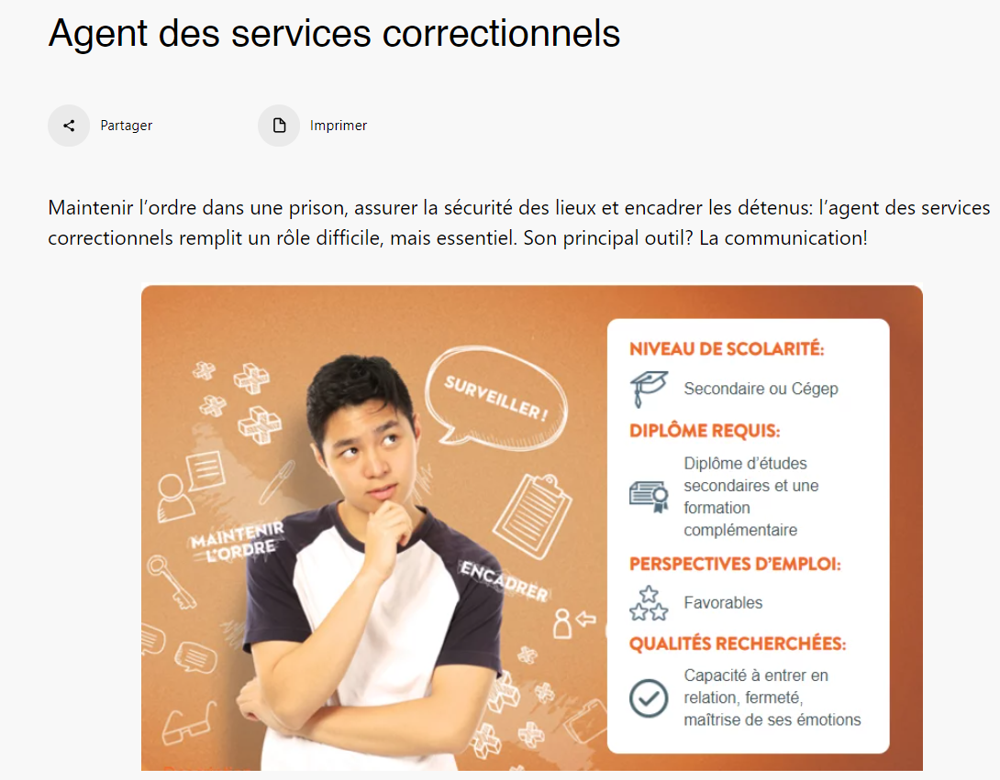 Agent des services correctionnels
Partager
Imprimer
Maintenir l’ordre dans une prison, assurer la sécurité des lieux et encadrer les détenus: l’agent des services
correctionnels remplit un rôle difficile, mais essentiel. Son principal outil? La communication!
SURVEILLER!
MAINTENIR
L’ORDRE
ENCADRER
NIVEAU DE SCOLARITÉ:
Secondaire ou Cégep
DIPLÔME REQUIS:
Diplôme d’études
secondaires et une
formation
complémentaire
PERSPECTIVES D’EMPLOI:
Favorables
QUALITÉS RECHERCHÉES:
Capacité à entrer en
relation, fermeté,
maîtrise de ses émotions